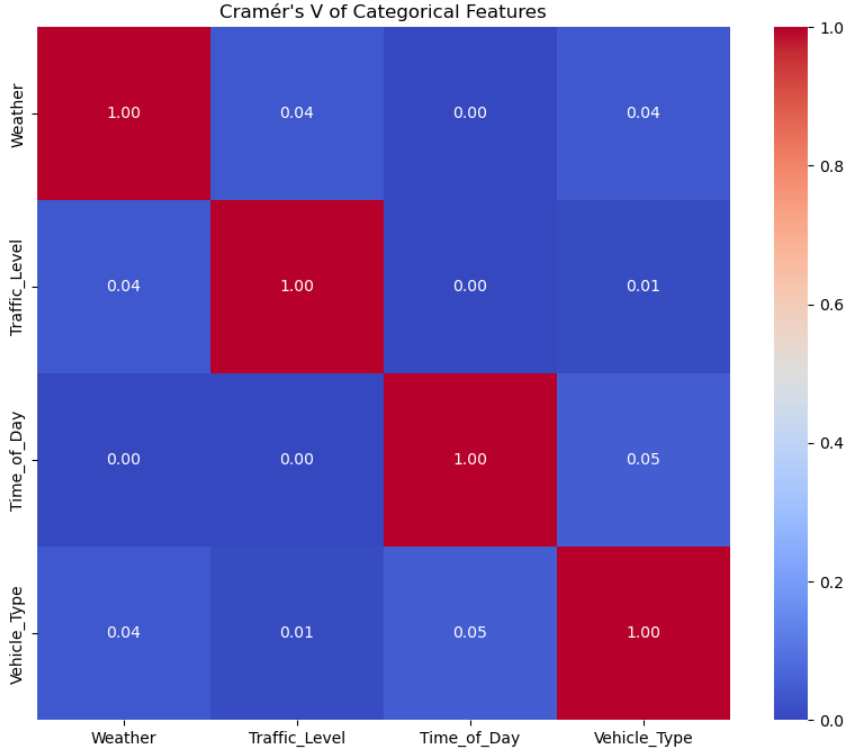 Cramér's V of Categorical Features
Weather
1.00
0.04
0.00
0.04
Traffic_Level
0.04
1.00
0.00
0.01
Time_of_Day
0.00
0.00
1.00
0.05
Vehicle_Type
0.04
0.01
0.05
1.00
Weather
Traffic_Level
Time_of_Day
Vehicle_Type
1.0
0.8
0.6
0.4
0.2
0.0